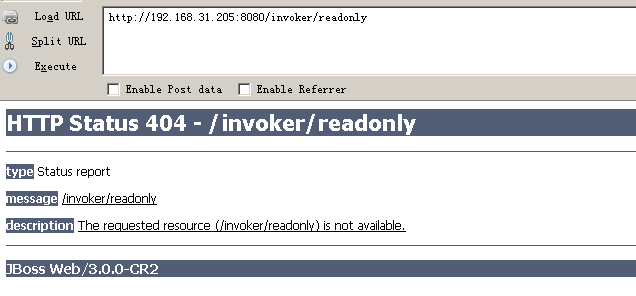 Load URL
http://192.168.31.205:8080/invoker/readonly
Split URL
Execute
Enable Post data Enable Referrer
HTTP Status 404 - /invoker/readonly
type Status report
message /invoker/readonly
description The requested resource (/invoker/readonly) is not available.
JBoss Web/3.0.0-CR2